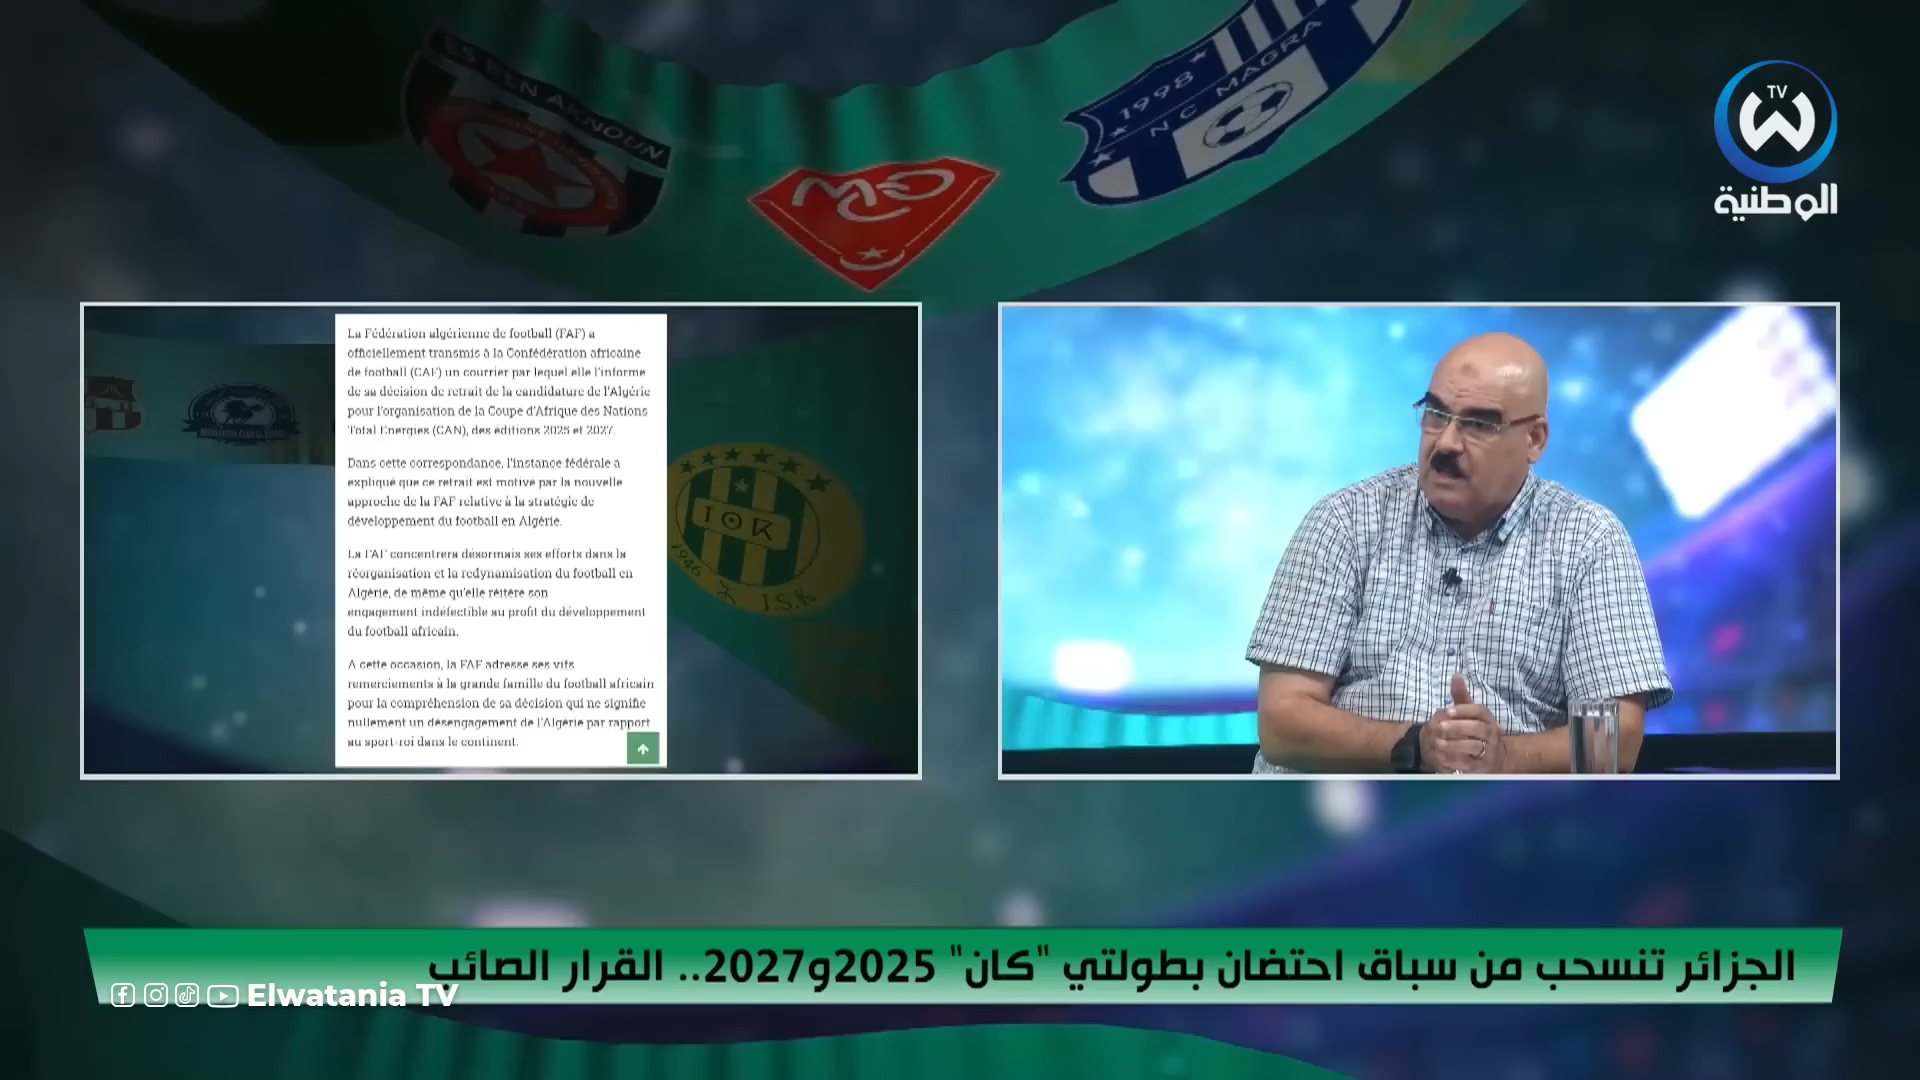 ES BEN AKNOUN
MCO
1998
N C MAGRA
TV
الوطنية
La Fédération algérienne de football (FAF) a
officiellement transmis à la Confédération africaine
de football (CAF) un courrier par lequel elle l'informe
de sa décision de retrait de la candidature de l'Algérie
pour l'organisation de la Coupe d'Afrique des Nations
Total Energies (CAN), des éditions 2025 et 2027.
Dans cette correspondance, l'instance fédérale a
expliqué que ce retrait est motivé par la nouvelle
approche de la FAF relative à la stratégie de
développement du football en Algérie.
La FAF concentrera désormais ses efforts dans la
réorganisation et la redynamisation du football en
Algérie, de même qu'elle réitère son
engagement indéfectible au profit du développement
du football africain.
A cette occasion, la FAF adresse ses vifs
remerciements à la grande famille du football africain
pour la compréhension de sa décision qui ne signifie
nullement un désengagement de l'Algérie par rapport
au sport-roi dans le continent.
1946
J.S.K
الجزائر تنسحب من سباق احتضان بطولتي "كان" 2025و2027.. القرار الصائب
Elwatania TV